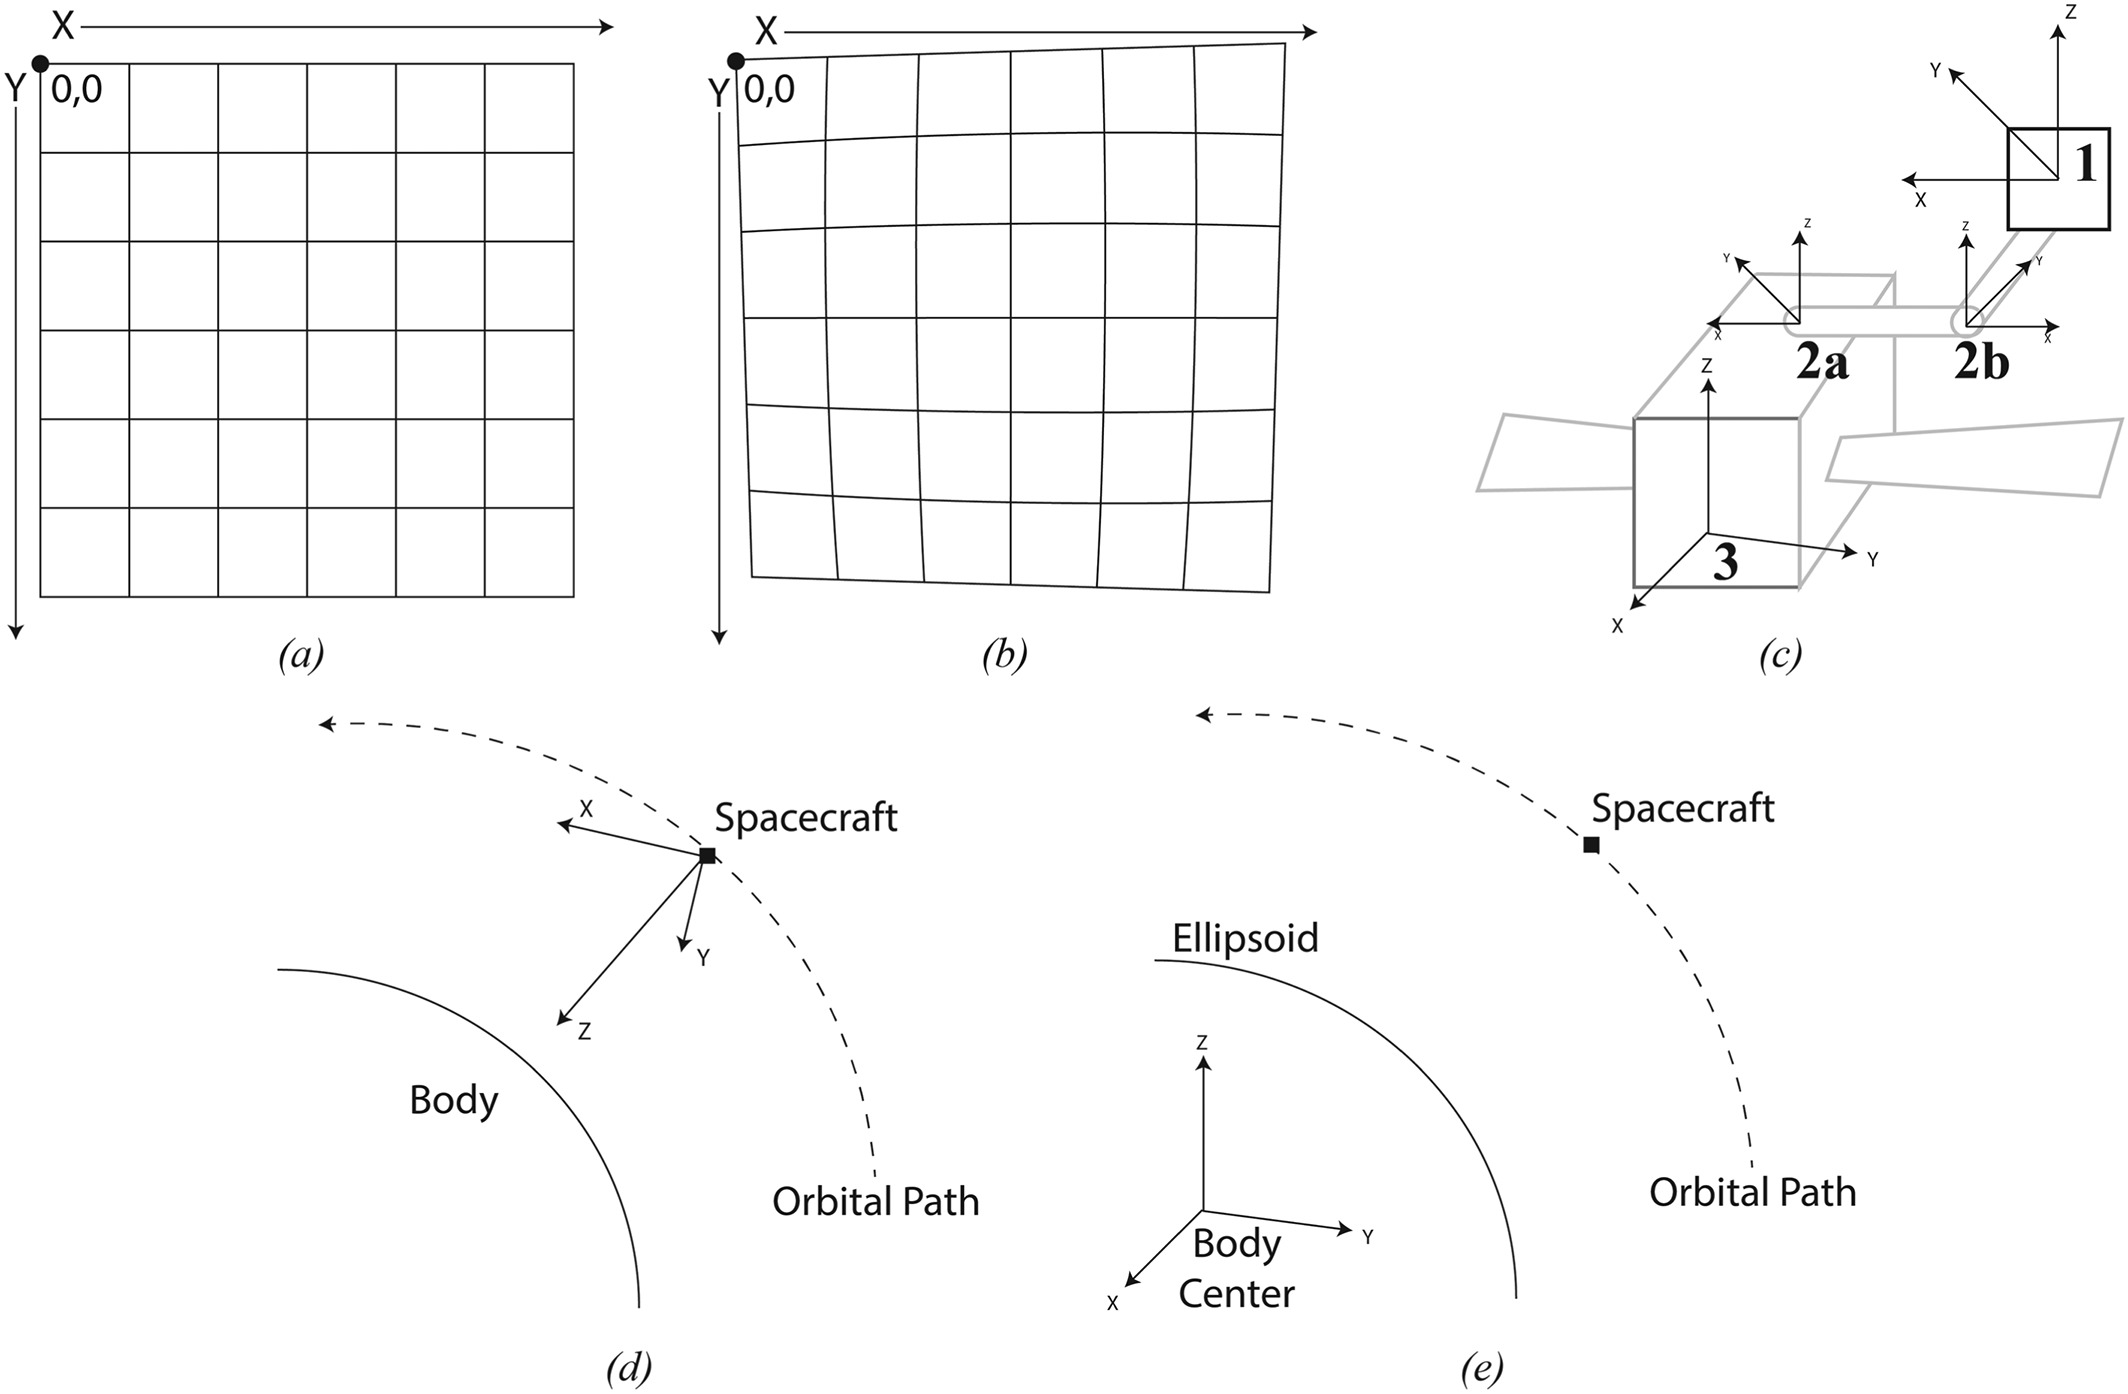 X
Y 0,0
(a)
X
Y 0,0
(b)
Z
Y
1
X
Z
Y
X
2a
Z
Y
X
2b
Z
3
Y
X
(c)
Spacecraft
X
Y
Z
Body
Orbital Path
(d)
Spacecraft
Ellipsoid
Z
Y
Body
Center
X
Orbital Path
(e)